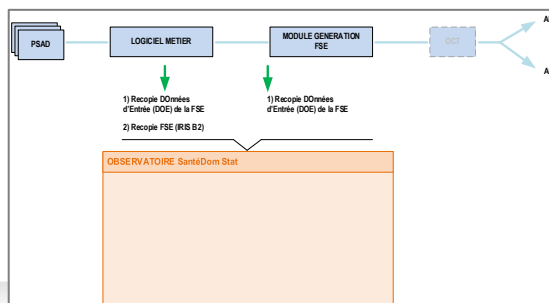 PSAD
LOGICIEL METIER
MODULE GENERATION
FSE
OCT
1) Recopie DOnnées
d'Entrée (DOE) de la FSE
2) Recopie FSE (IRIS B2)
1) Recopie DOnnées
d'Entrée (DOE) de la FSE
OBSERVATOIRE SantéDom Stat